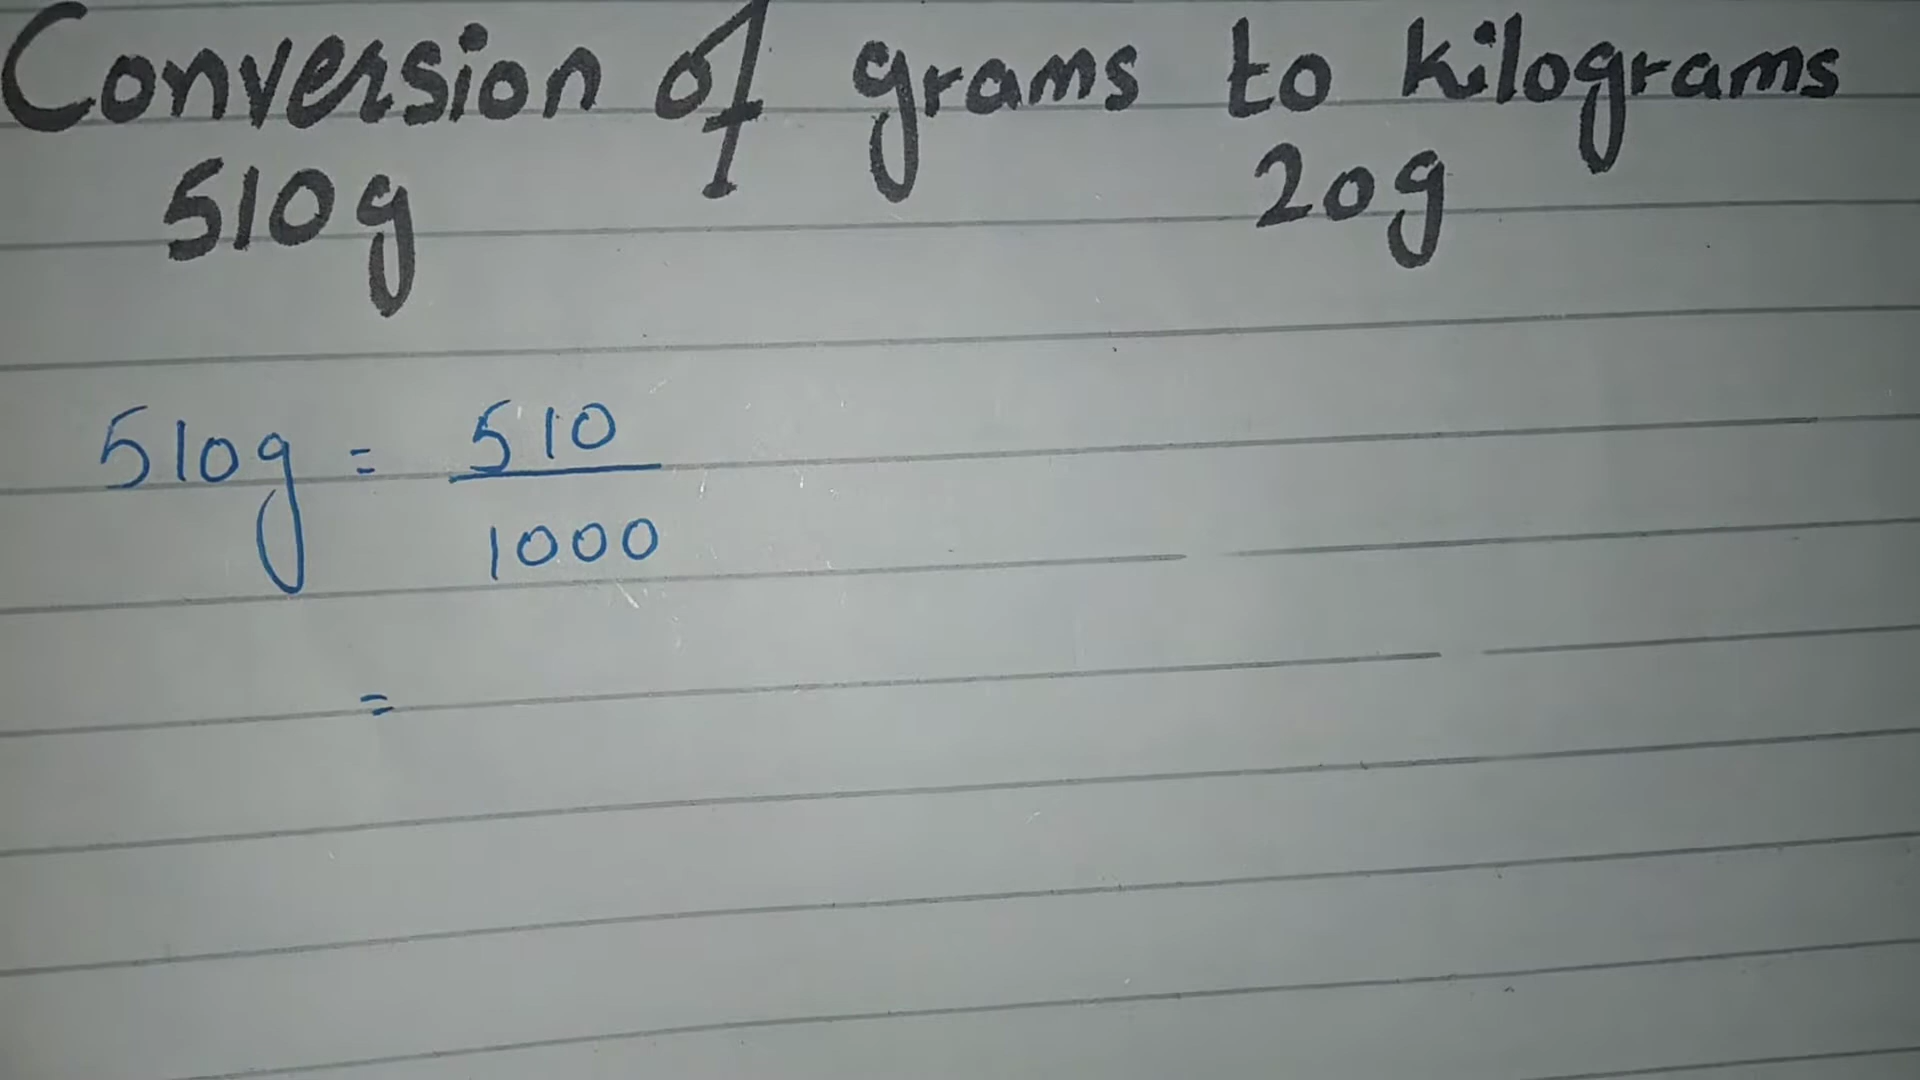 Conversion of grams to kilograms
510g 20g
510g = 510
1000
=